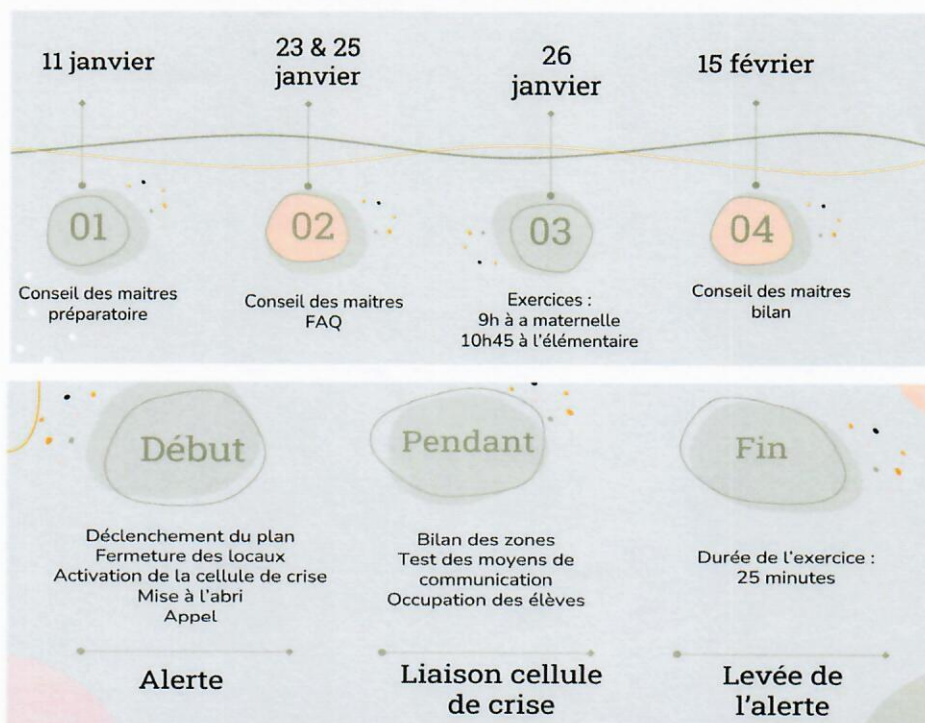 11 janvier
23 & 25
janvier
26
janvier
15 février
01
02
03
04
Conseil des maitres
préparatoire
Conseil des maitres
FAQ
Exercices :
9h à a maternelle
10h45 à l'élémentaire
Conseil des maitres
bilan
Début
Pendant
Fin
Déclenchement du plan
Fermeture des locaux
Activation de la cellule de crise
Mise à l'abri
Appel
Bilan des zones
Test des moyens de
communication
Occupation des élèves
Durée de l'exercice :
25 minutes
Alerte
Liaison cellule
de crise
Levée de
l'alerte